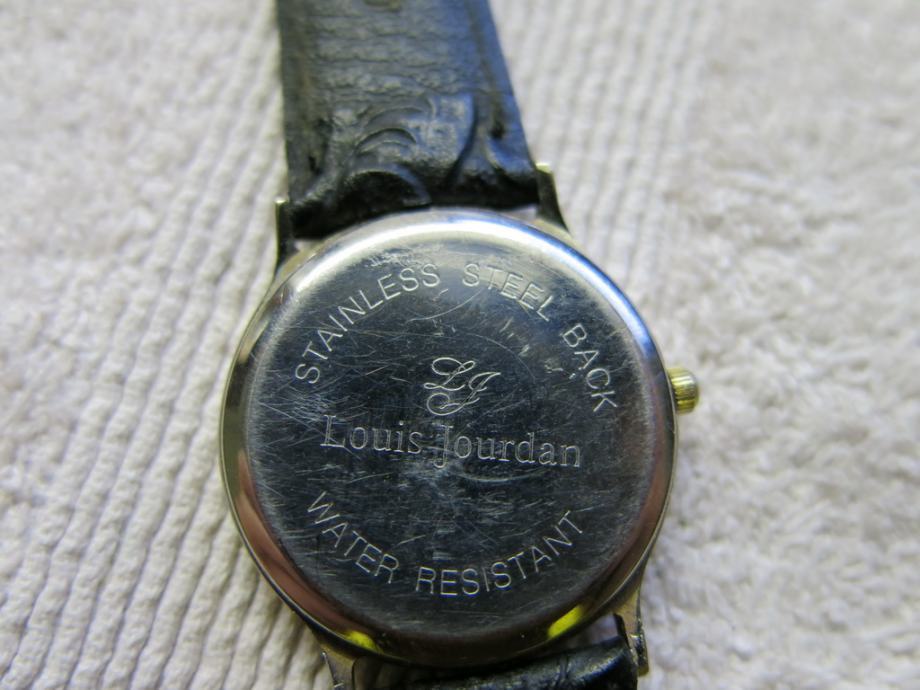 STAINLESS STEEL BACK
LJ
Louis Jourdan
WATER RESISTANT